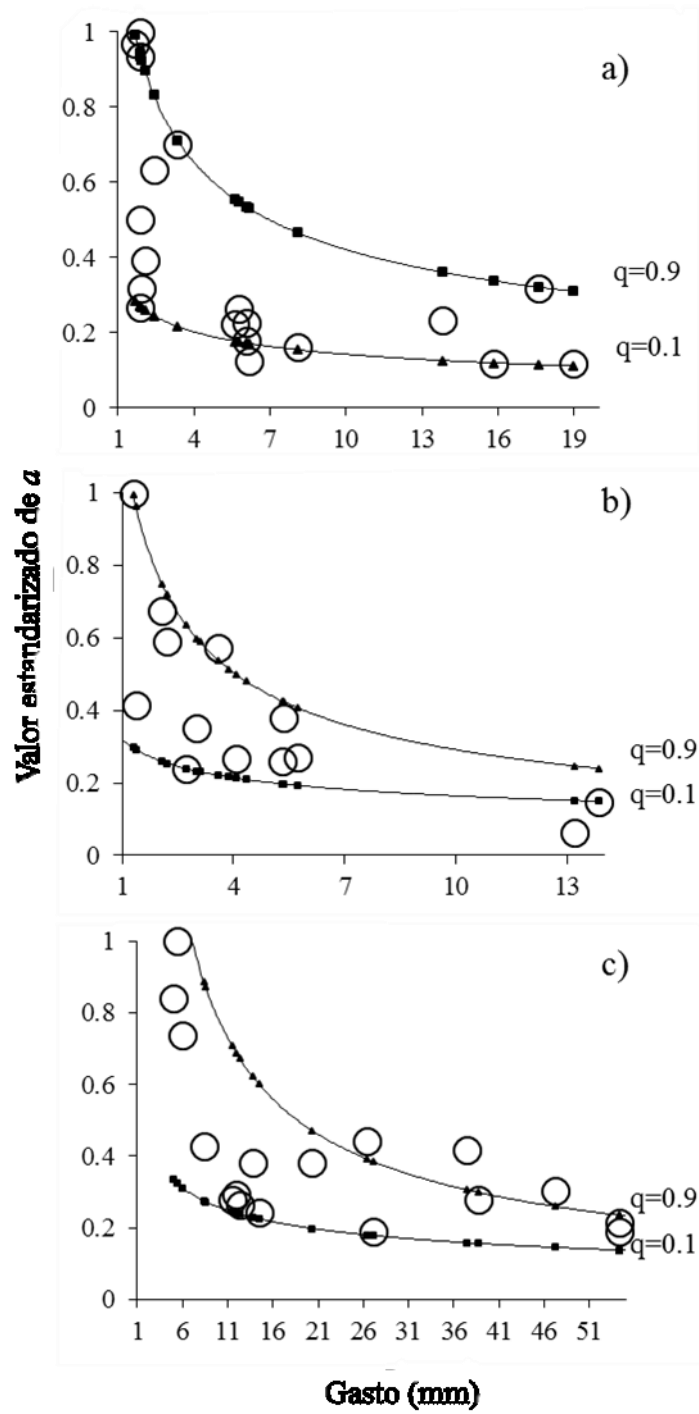 Valor estandarizado de a
1
0.8
0.6
0.4
0.2
0
1 4 7 10 13 16 19
a)
q=0.9
q=0.1
1
0.8
0.6
0.4
0.2
0
1 4 7 10 13
b)
q=0.9
q=0.1
1
0.8
0.6
0.4
0.2
0
1 6 11 16 21 26 31 36 41 46 51
c)
q=0.9
q=0.1
Gasto (mm)